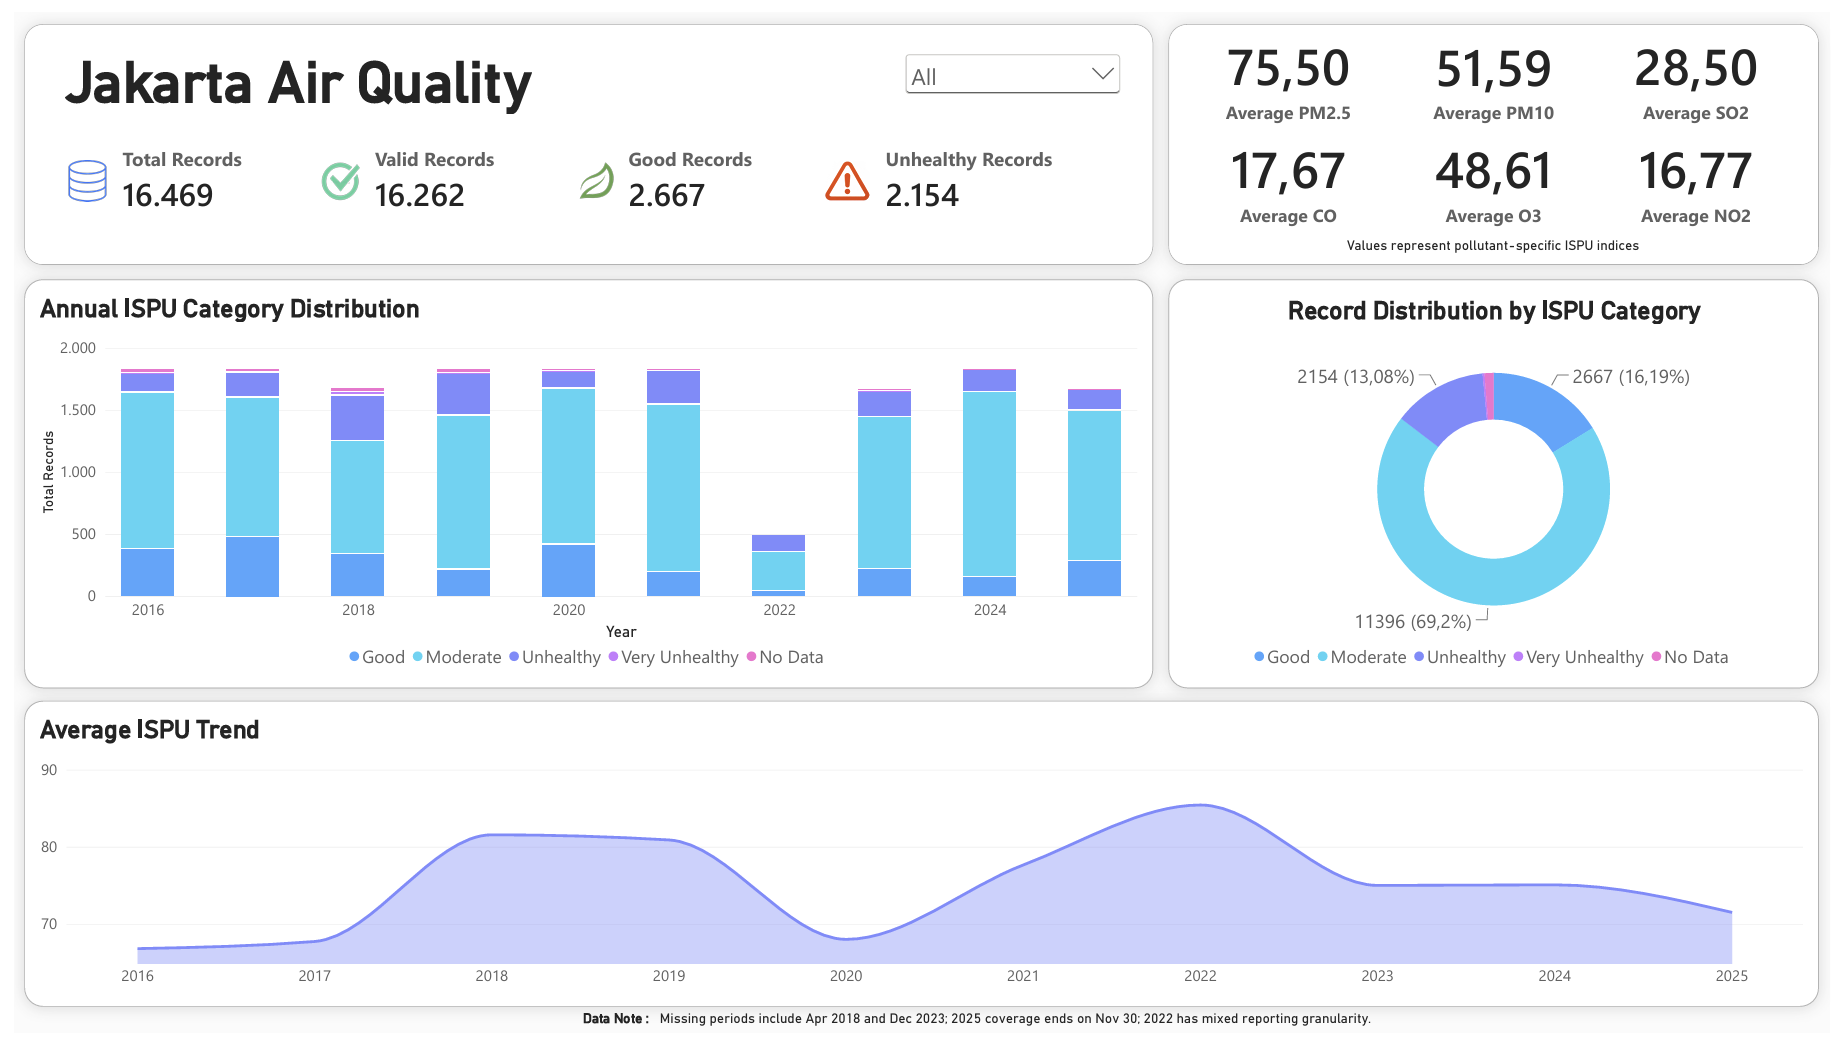 Jakarta Air Quality
All
Total Records
16.469
Valid Records
16.262
Good Records
2.667
Unhealthy Records
2.154
75,50
Average PM2.5
51,59
Average PM10
28,50
Average SO2
17,67
Average CO
48,61
Average O3
16,77
Average NO2
Values represent pollutant-specific ISPU indices
Annual ISPU Category Distribution
Total Records
2.000
1.500
1.000
500
0
2016
2018
2020
2022
2024
Year
Good
Moderate
Unhealthy
Very Unhealthy
No Data
Record Distribution by ISPU Category
2154 (13,08%)
2667 (16,19%)
11396 (69,2%)
Good
Moderate
Unhealthy
Very Unhealthy
No Data
Average ISPU Trend
90
80
70
2016
2017
2018
2019
2020
2021
2022
2023
2024
2025
Data Note : Missing periods include Apr 2018 and Dec 2023; 2025 coverage ends on Nov 30; 2022 has mixed reporting granularity.